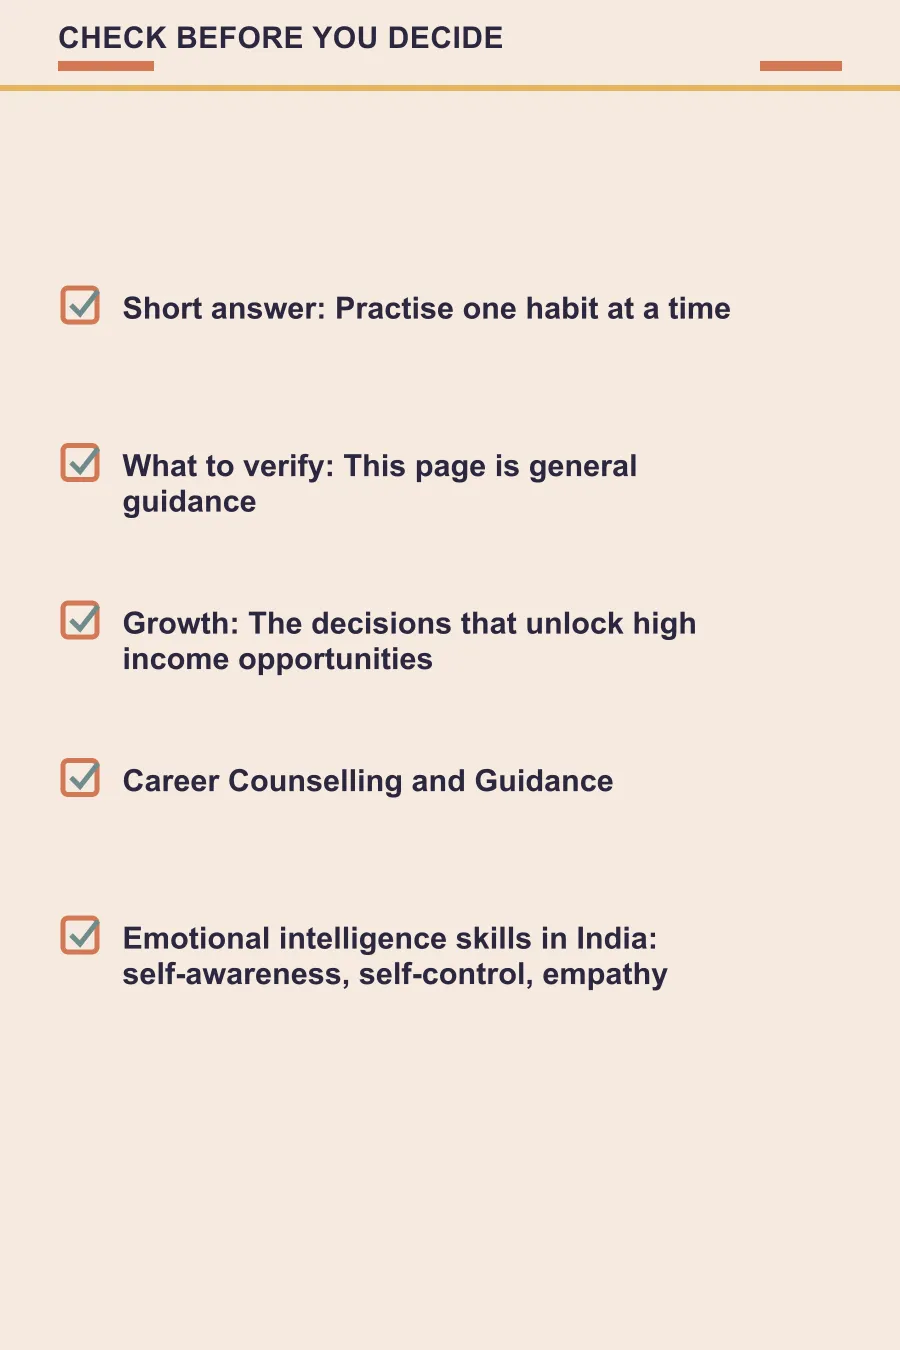 CHECK BEFORE YOU DECIDE
Short answer: Practise one habit at a time
What to verify: This page is general
guidance
Growth: The decisions that unlock high
income opportunities
Career Counselling and Guidance
Emotional intelligence skills in India:
self-awareness, self-control, empathy